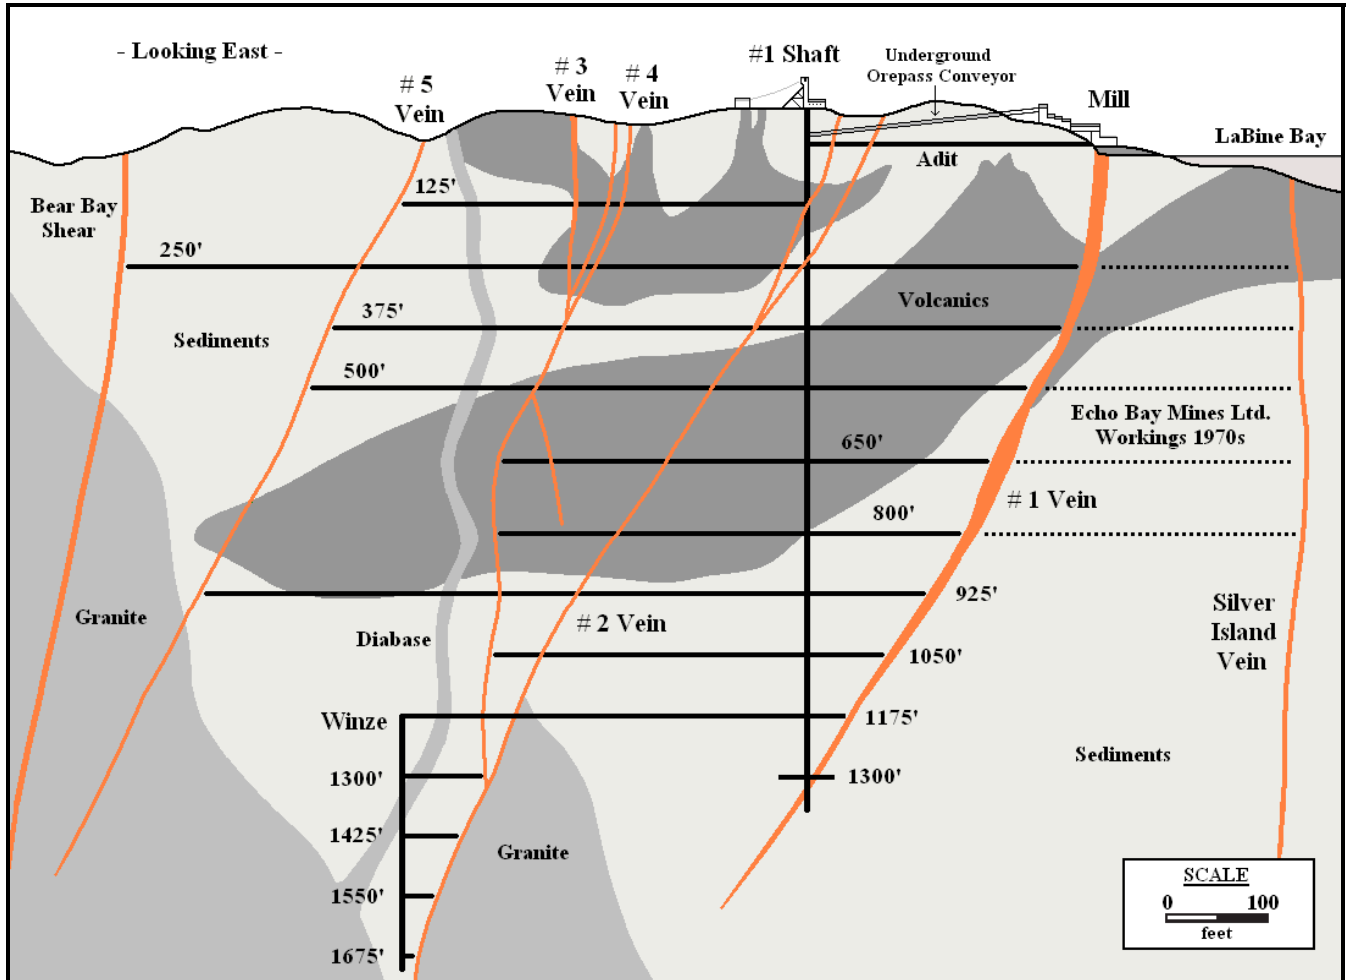 - Looking East -
# 5
Vein
# 3
Vein
# 4
Vein
#1 Shaft
Underground
Orepass Conveyor
Mill
LaBine Bay
Adit
Bear Bay
Shear
125'
250'
375'
Volcanics
Sediments
500'
Echo Bay Mines Ltd.
Workings 1970s
650'
# 1 Vein
800'
925'
Granite
# 2 Vein
Diabase
Silver
Island
Vein
1050'
Winze
1175'
Sediments
1300'
1300'
1425'
Granite
1550'
1675'
SCALE
0 100
feet